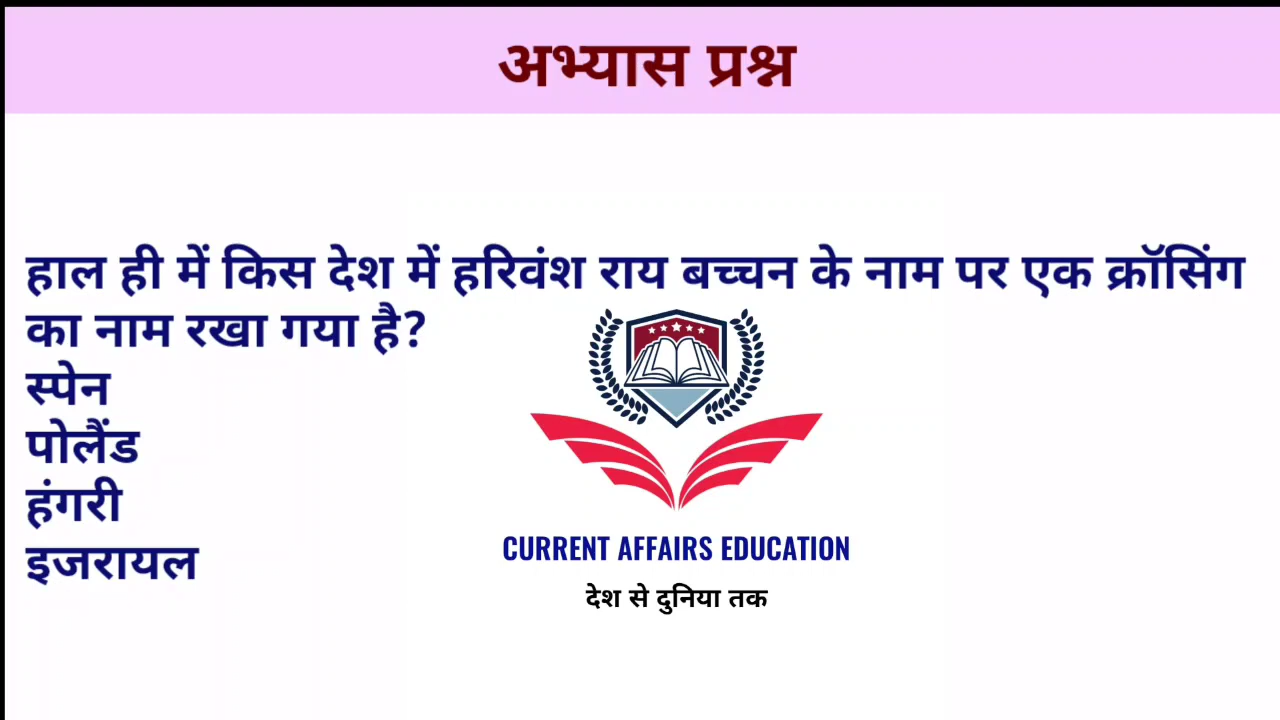 अभ्यास प्रश्न
हाल ही में किस देश में हरिवंश राय बच्चन के नाम पर एक क्रॉसिंग
का नाम रखा गया है?
स्पेन
पोलैंड
हंगरी
इजरायल
CURRENT AFFAIRS EDUCATION
देश से दुनिया तक